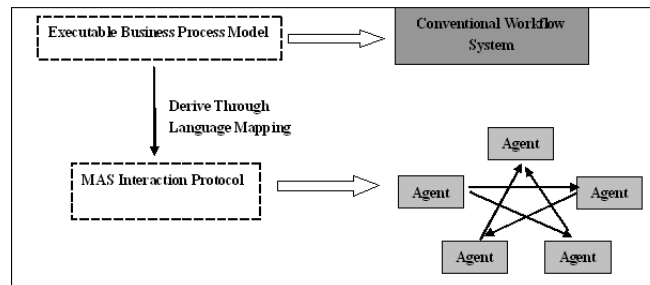 Executable Business Process Model
Conventional Workflow
System
Derive Through
Language Mapping
MAS Interaction Protocol
Agent
Agent
Agent
Agent
Agent